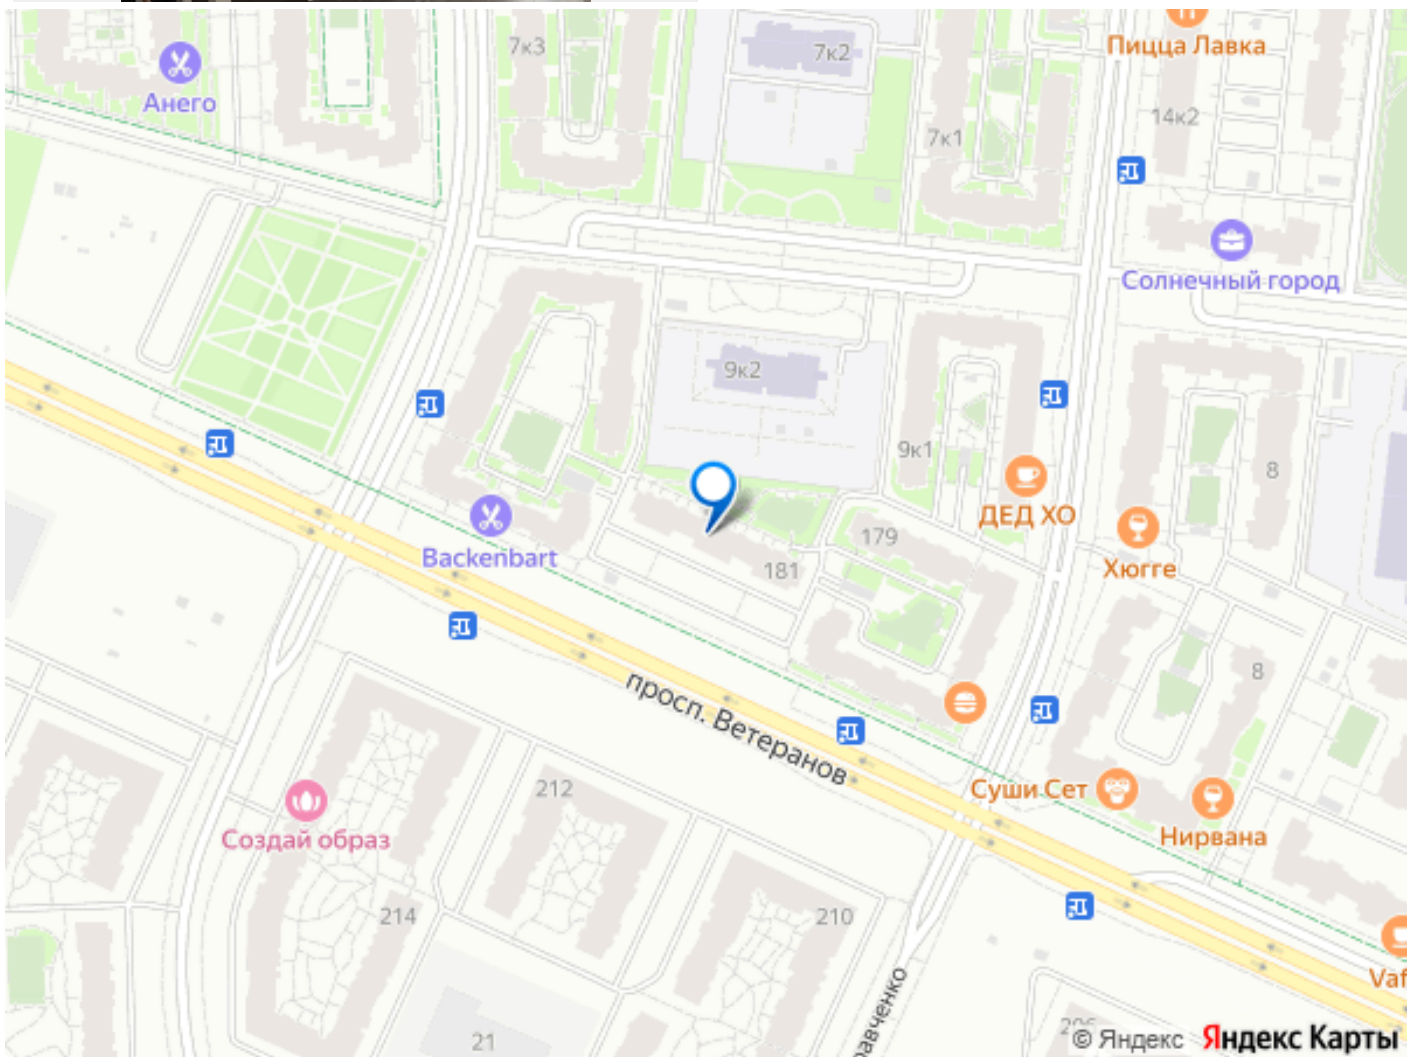 7к3
7к2
Пицца Лавка
Анего
14к2
7к1
Солнечный город
9к2
9к1
8
ДЕД ХО
179
Backenbart
181
Хюгге
8
просп. Ветеранов
212
Суши Сет
Нирвана
Создай образ
214
210
Vaf
21
© Яндекс Яндекс Карты